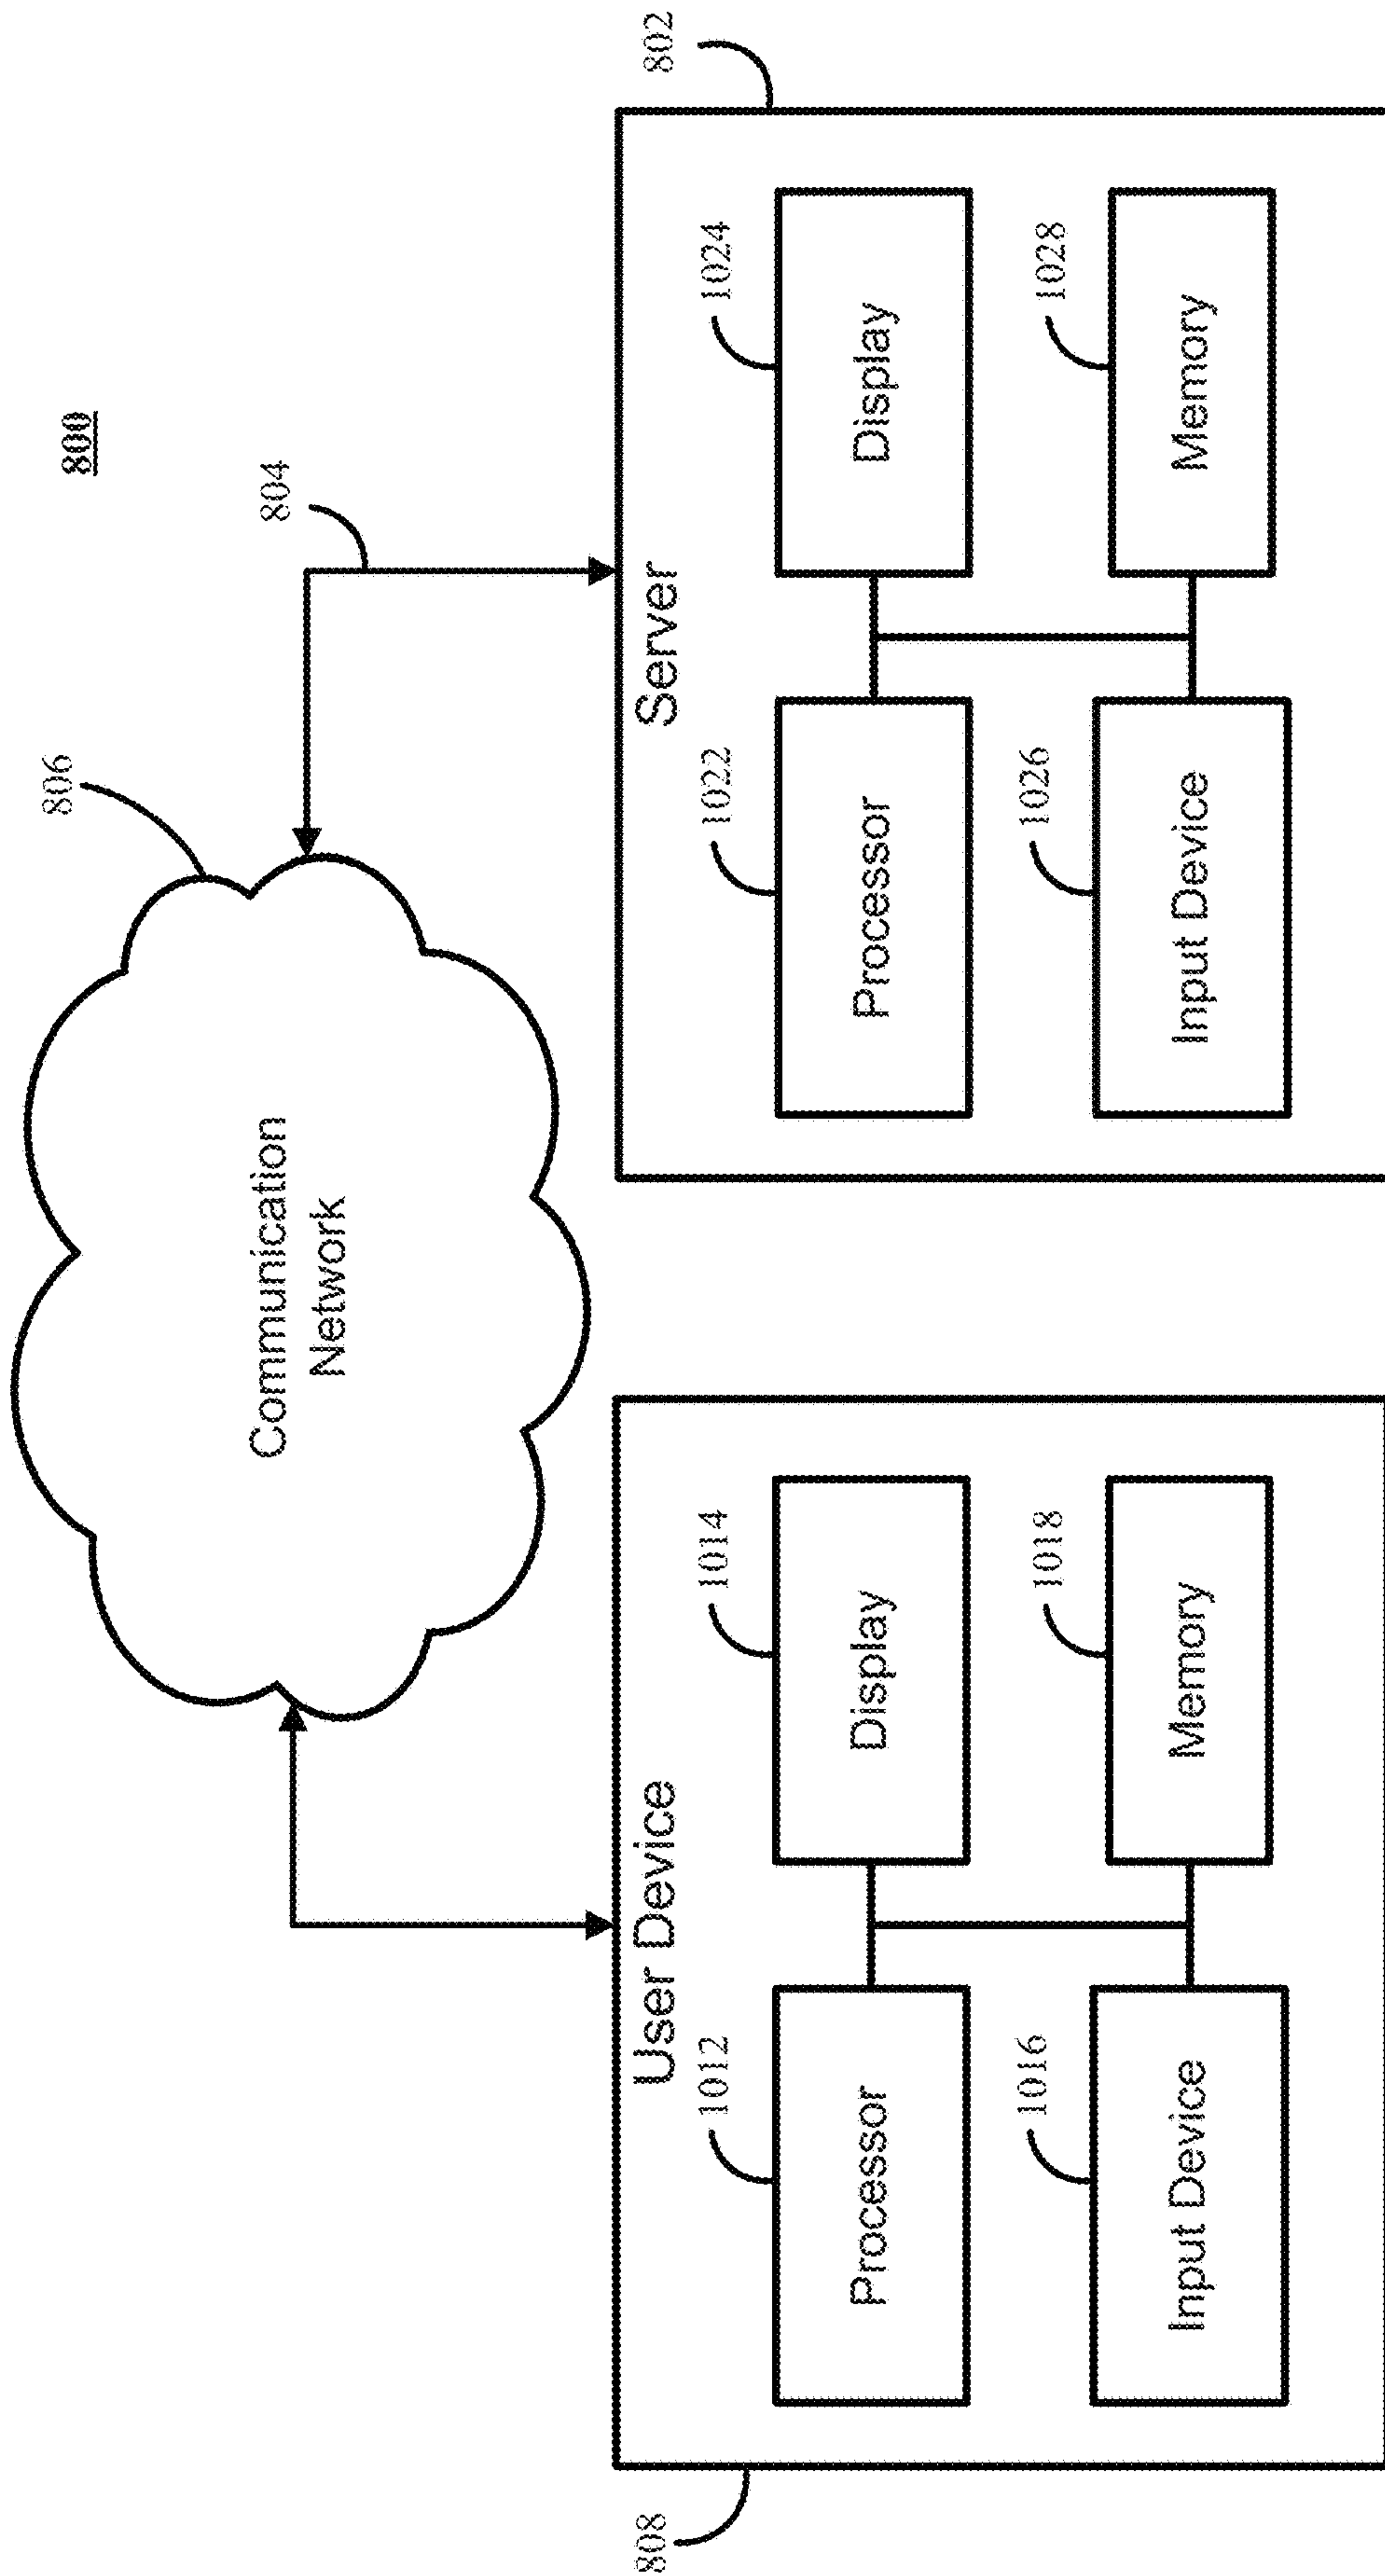 800
806
804
Communication
Network
808
User Device
1012
Processor
1014
Display
1016
Input Device
1018
Memory
802
Server
1022
Processor
1024
Display
1026
Input Device
1028
Memory